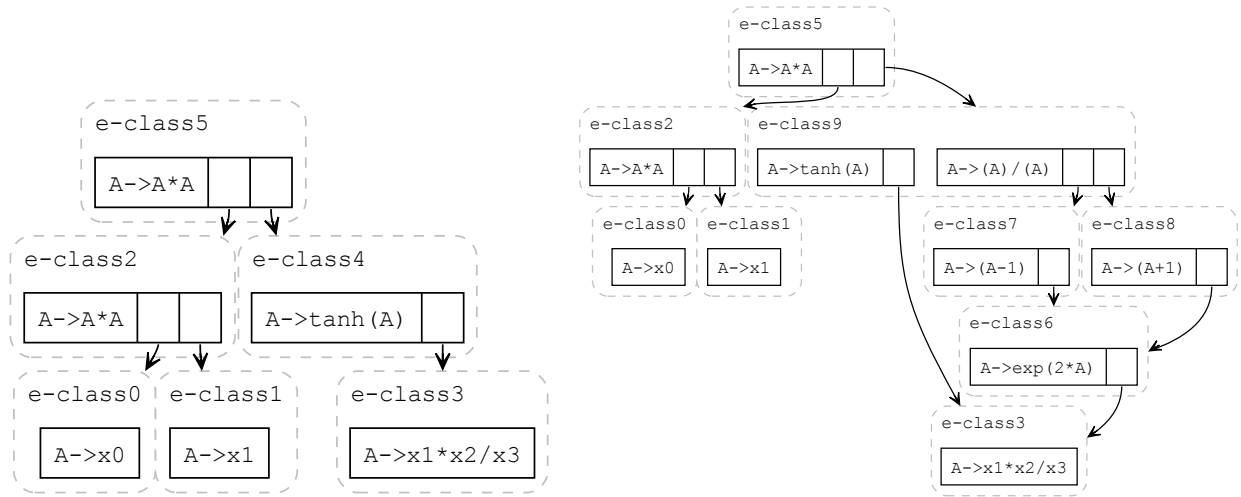 e-class5
A->A*A
e-class2
e-class4
A->A*A
A->tanh(A)
e-class0
e-class1
e-class3
A->x0
A->x1
A->x1*x2/x3
e-class5
A->A*A
e-class2
e-class9
A->A*A
A->tanh(A)
A->(A)/(A)
e-class0
e-class1
e-class7
e-class8
A->x0
A->x1
A->(A-1)
A->(A+1)
e-class6
A->exp(2*A)
e-class3
A->x1*x2/x3